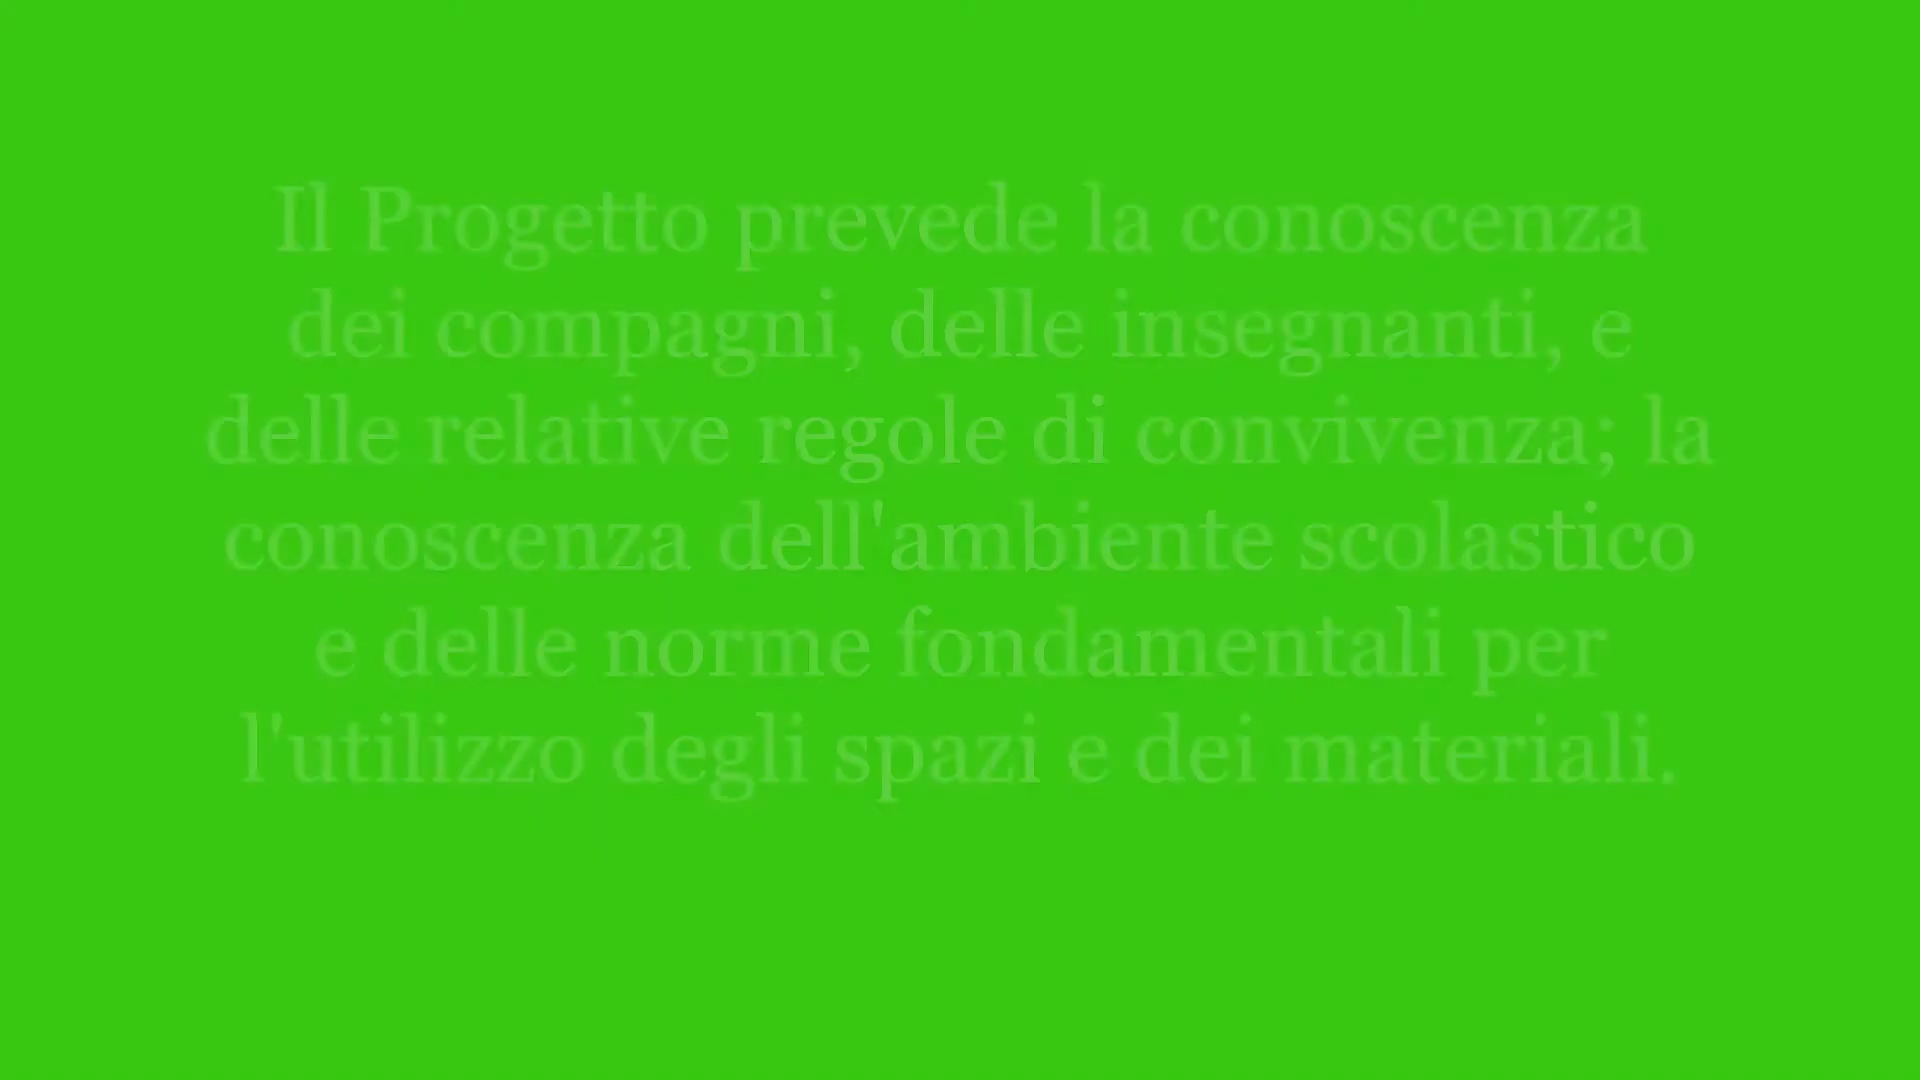 Il Progetto prevede la conoscenza
dei compagni, delle insegnanti, e
delle relative regole di convivenza; la
conoscenza dell'ambiente scolastico
e delle norme fondamentali per
l'utilizzo degli spazi e dei materiali.